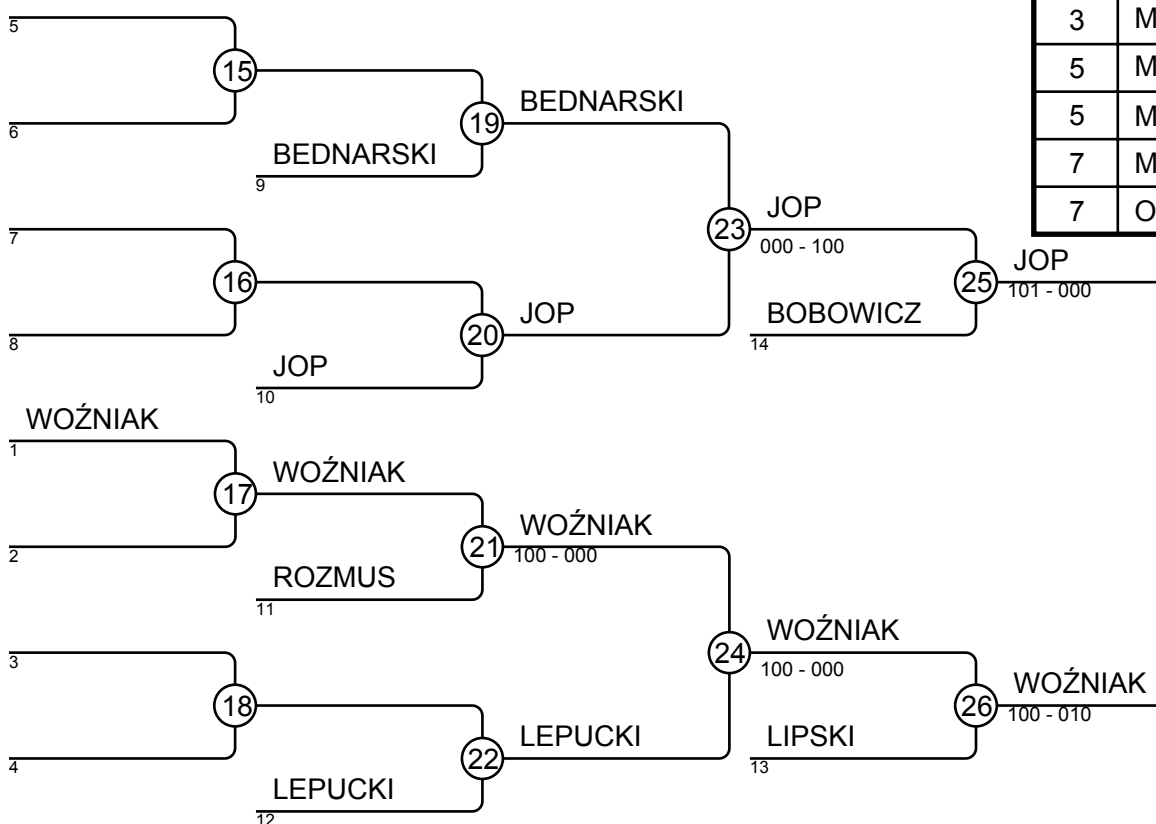 5
15
6
BEDNARSKI
9
19
BEDNARSKI
7
16
8
JOP
10
20
JOP
23
JOP
000 - 100
BOBOWICZ
14
25
JOP
101 - 000
WOŹNIAK
1
17
2
WOŹNIAK
ROZMUS
11
21
WOŹNIAK
100 - 000
3
18
4
LEPUCKI
12
22
LEPUCKI
24
WOŹNIAK
100 - 000
LIPSKI
13
26
WOŹNIAK
100 - 010
3 M
5 M
5 M
7 M
7 O